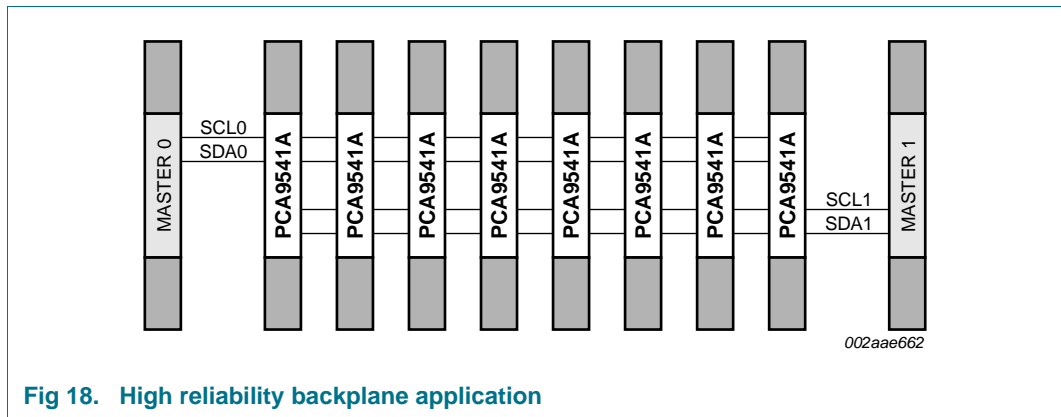 MASTER 0
SCL0
SDA0
PCA9541A
PCA9541A
PCA9541A
PCA9541A
PCA9541A
PCA9541A
PCA9541A
PCA9541A
SCL1
SDA1
MASTER 1
002aae662
Fig 18. High reliability backplane application